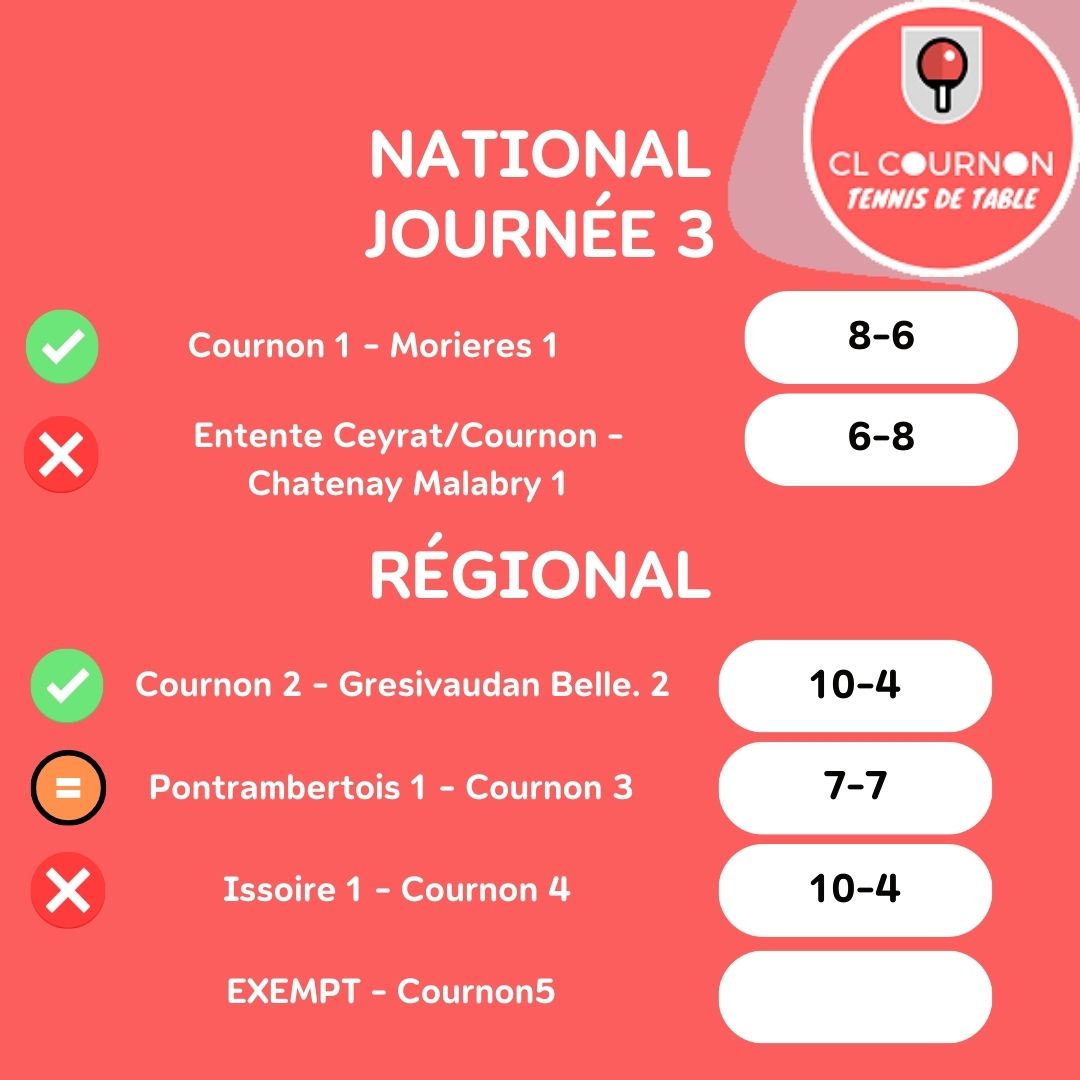 CL COURNON
TENNIS DE TABLE
NATIONAL
JOURNÉE 3
Cournon 1 - Morieres 1
8-6
Entente Ceyrat/Cournon -
Chatenay Malabry 1
6-8
RÉGIONAL
Cournon 2 - Gresivaudan Belle. 2
10-4
Pontrambertois 1 - Cournon 3
7-7
Issoire 1 - Cournon 4
10-4
EXEMPT - Cournon5